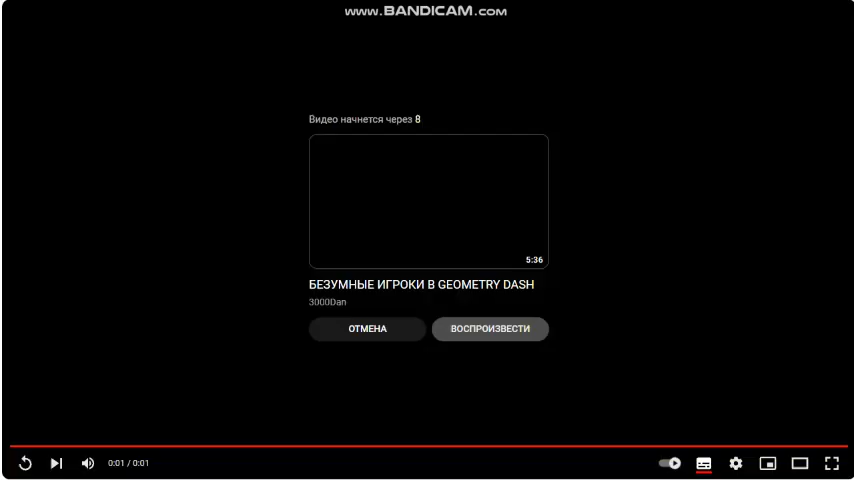 www.BANDICAM.com
Видео начнется через 8
5:36
БЕЗУМНЫЕ ИГРОКИ В GEOMETRY DASH
3000Dan
ОТМЕНА
ВОСПРОИЗВЕСТИ
0:01 / 0:01